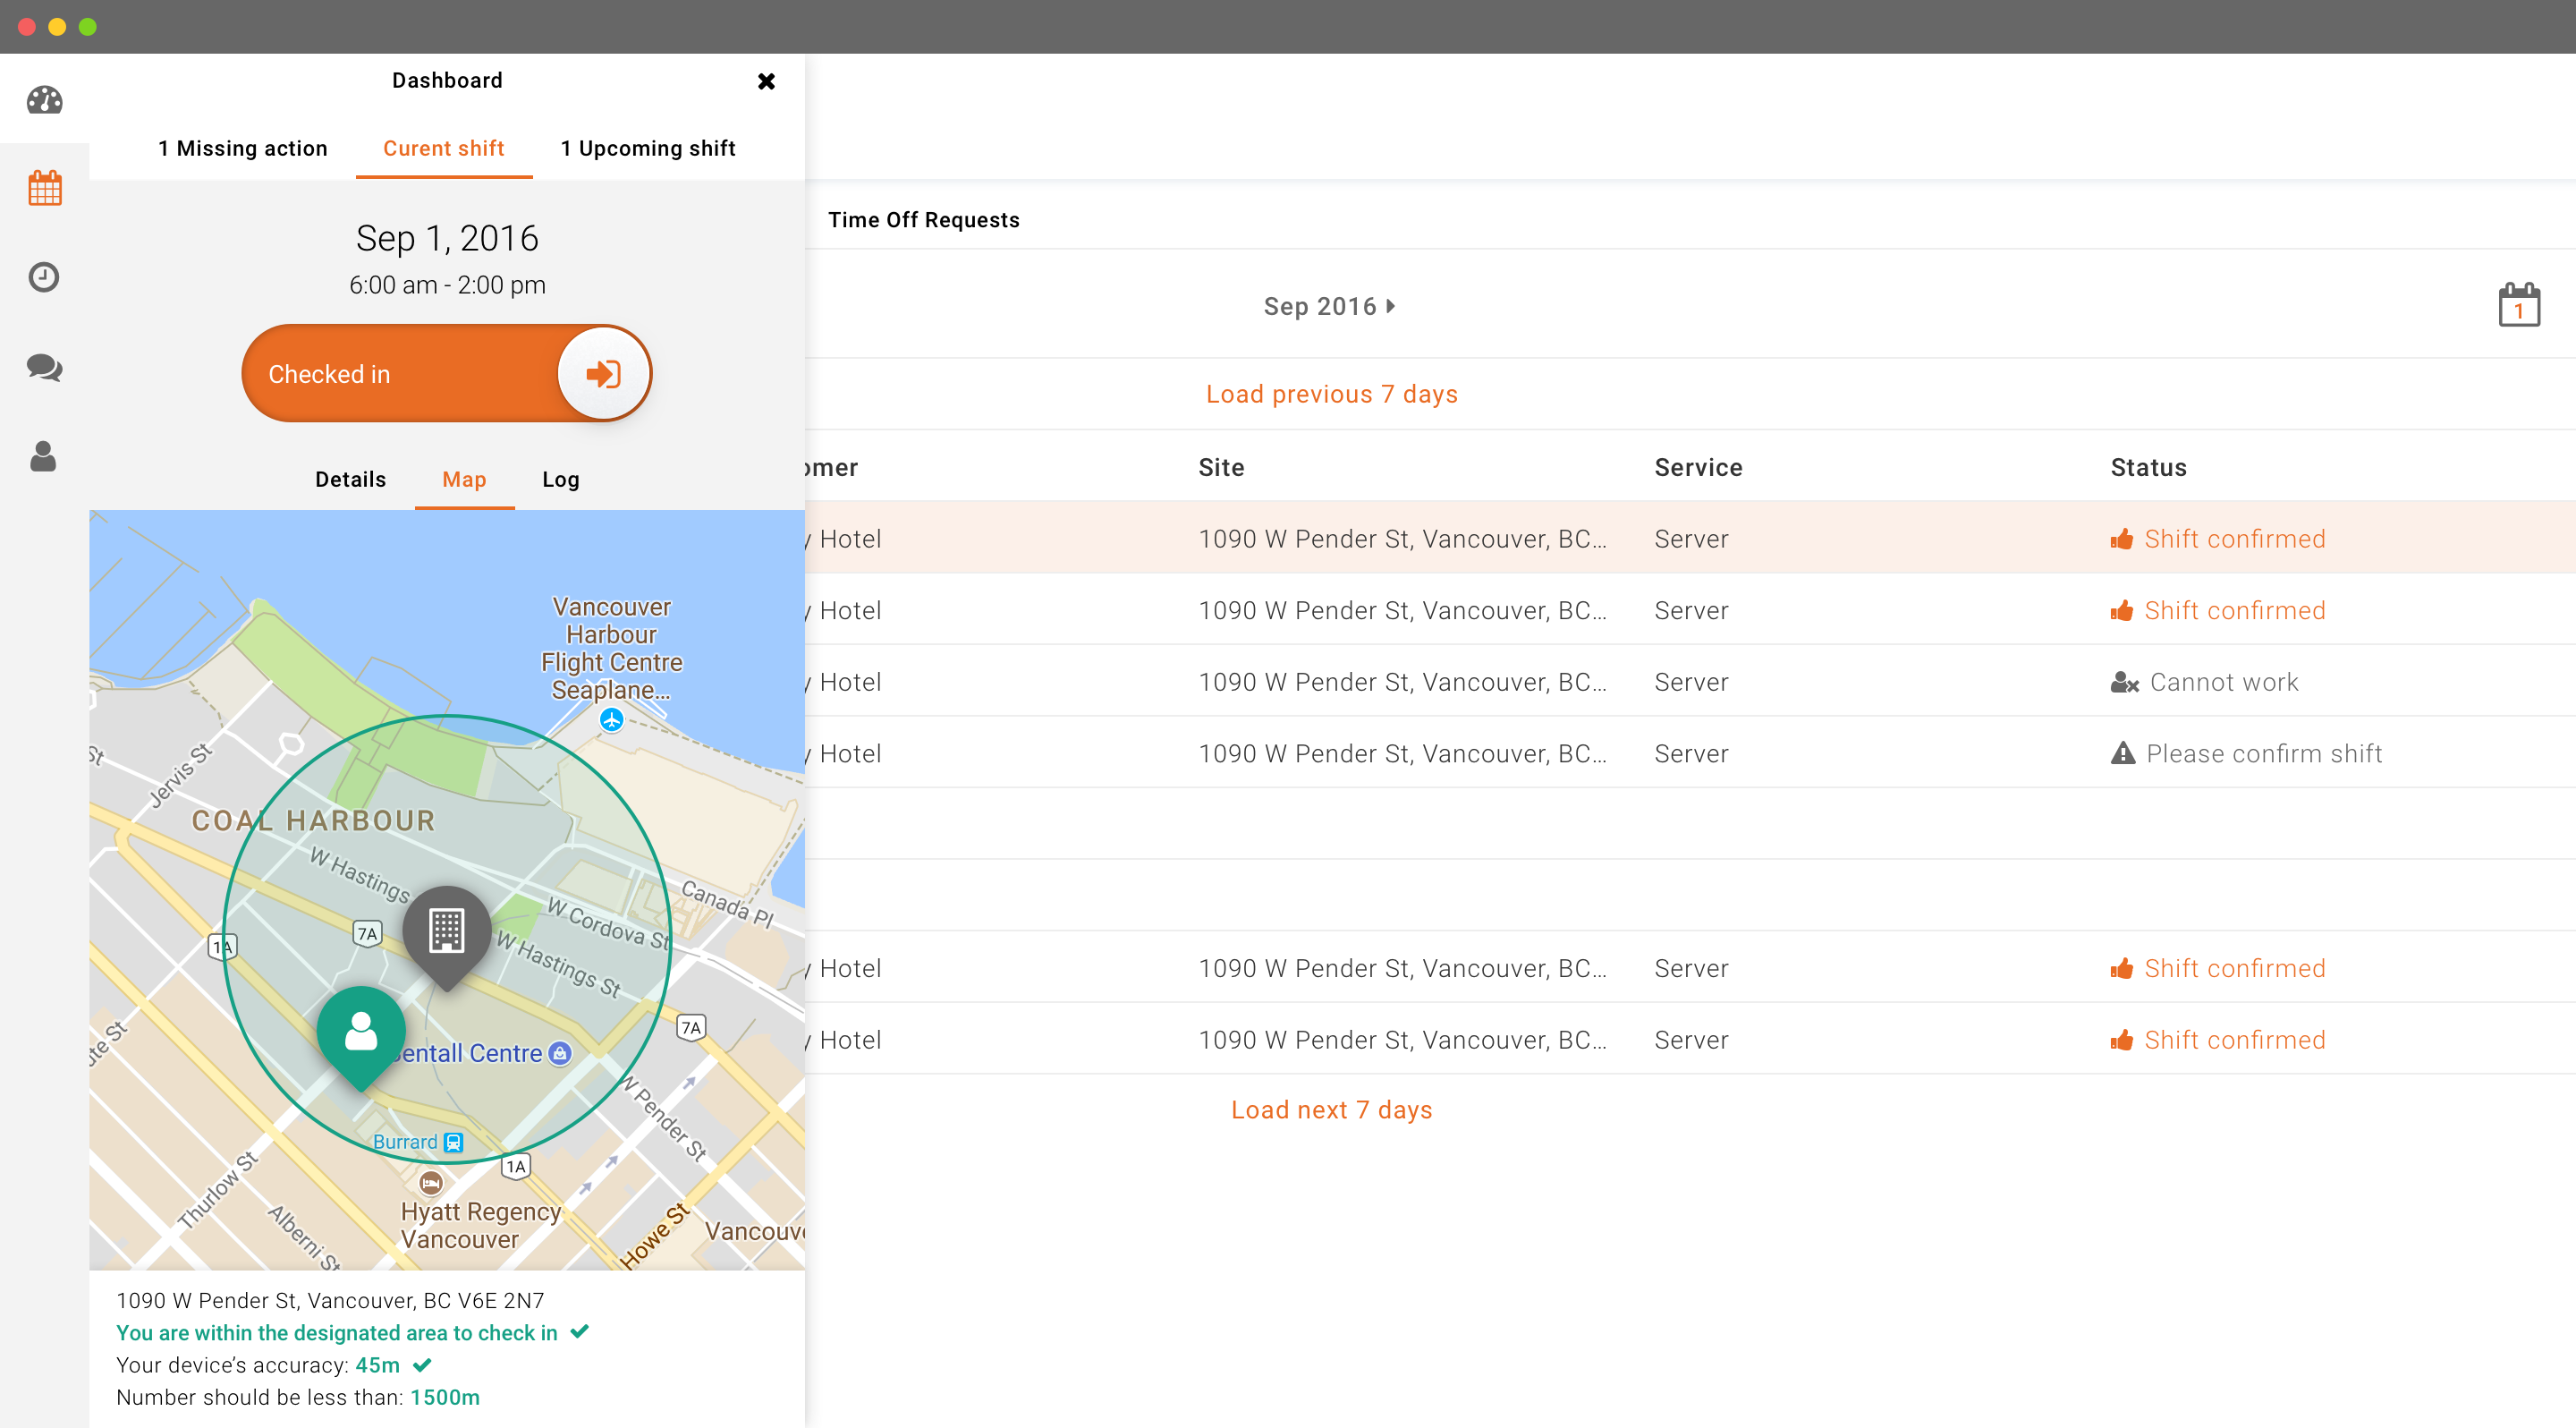 Dashboard
1 Missing action
Curent shift
1 Upcoming shift
Sep 1, 2016
6:00 am - 2:00 pm
Checked in
Details
Map
Log
Vancouver
Harbour
Flight Centre
Seaplane...
St
Jervis St
COAL HARBOUR
W Hastings
Canada Pl
W Cordova St
W Hastings St
7A
1A
7A
entall Centre
W Pender St
Burrard
1A
Thurlow St
Alberni St
Hyatt Regency
Vancouver
Howe St
Vancouv
1090 W Pender St, Vancouver, BC V6E 2N7
You are within the designated area to check in
Your device’s accuracy: 45m
Number should be less than: 1500m
Time Off Requests
Sep 2016
1
Load previous 7 days
omer Site Service Status
y Hotel 1090 W Pender St, Vancouver, BC... Server Shift confirmed
y Hotel 1090 W Pender St, Vancouver, BC... Server Shift confirmed
y Hotel 1090 W Pender St, Vancouver, BC... Server Cannot work
y Hotel 1090 W Pender St, Vancouver, BC... Server Please confirm shift
y Hotel 1090 W Pender St, Vancouver, BC... Server Shift confirmed
y Hotel 1090 W Pender St, Vancouver, BC... Server Shift confirmed
Load next 7 days